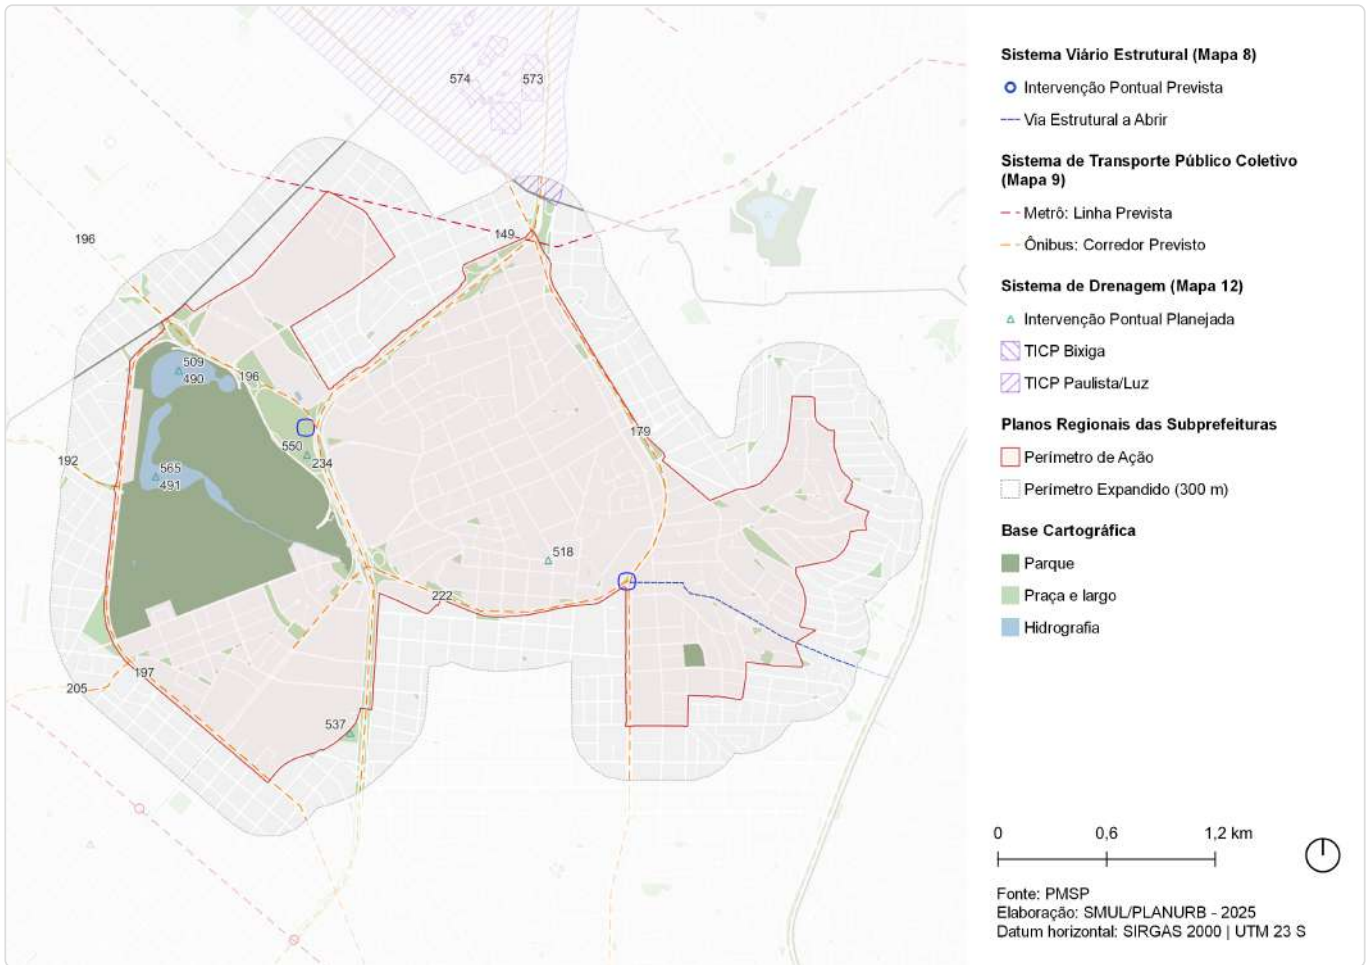 574
573
196
149
509
490
196
550
234
179
192
565
491
518
222
197
205
537
Sistema Viário Estrutural (Mapa 8)
Intervenção Pontual Prevista
Via Estrutural a Abrir
Sistema de Transporte Público Coletivo
(Mapa 9)
Metrô: Linha Prevista
Ônibus: Corredor Previsto
Sistema de Drenagem (Mapa 12)
Intervenção Pontual Planejada
TICP Bixiga
TICP Paulista/Luz
Planos Regionais das Subprefeituras
Perímetro de Ação
Perímetro Expandido (300 m)
Base Cartográfica
Parque
Praça e largo
Hidrografia
0 0,6 1,2 km
Fonte: PMSP
Elaboração: SMUL/PLANURB - 2025
Datum horizontal: SIRGAS 2000 | UTM 23 S